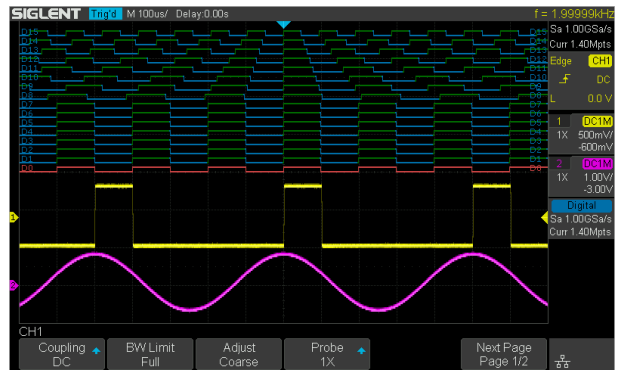 SIGLENT Trig'd M 100us/ Delay:0.00s f = 1.99999kHz
Sa 1.00GSa/s
Curr 1.40Mpts
Edge CH1
DC
L 0.0 V
1 DC1M
1X 500mV/
-600mV
2 DC1M
1X 1.00V/
-3.00V
Digital
Sa 1.00GSa/s
Curr 1.40Mpts
D15 D15
D14 D14
D13 D13
D12 D12
D11 D11
D10 D10
D9 D9
D8 D8
D7 D7
D6 D6
D5 D5
D4 D4
D3 D3
D2 D2
D1 D1
D0 D0
1
2
CH1
Coupling BW Limit Adjust Probe Next Page
DC Full Coarse 1X Page 1/2